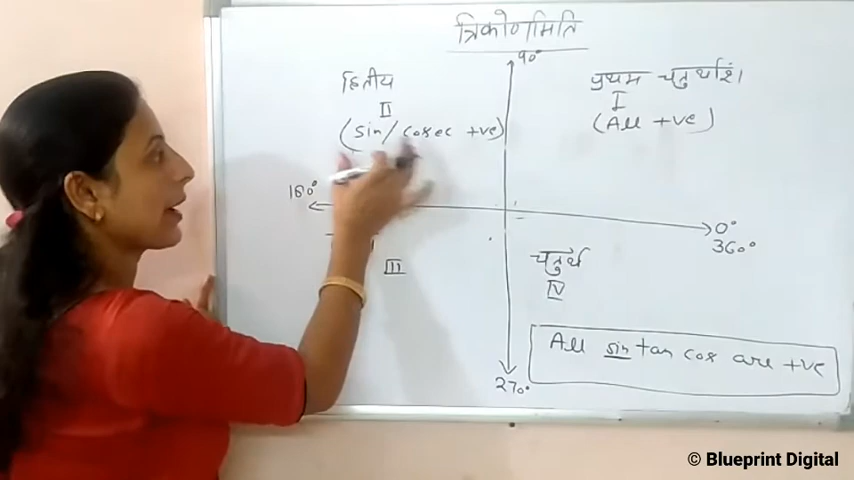 त्रिकोणमिति
90°
द्वितीय
II
(sin/cosec +ve)
प्रथम चतुर्थांश
I
(All +ve)
180°
0°
360°
III
चतुर्थ
IV
270°
All sin tan cos are +ve
© Blueprint Digital